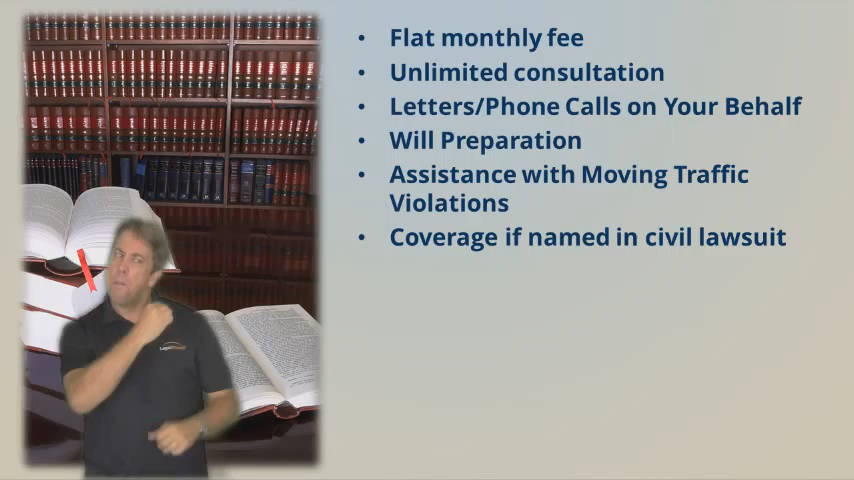 • Flat monthly fee
• Unlimited consultation
• Letters/Phone Calls on Your Behalf
• Will Preparation
• Assistance with Moving Traffic
Violations
• Coverage if named in civil lawsuit